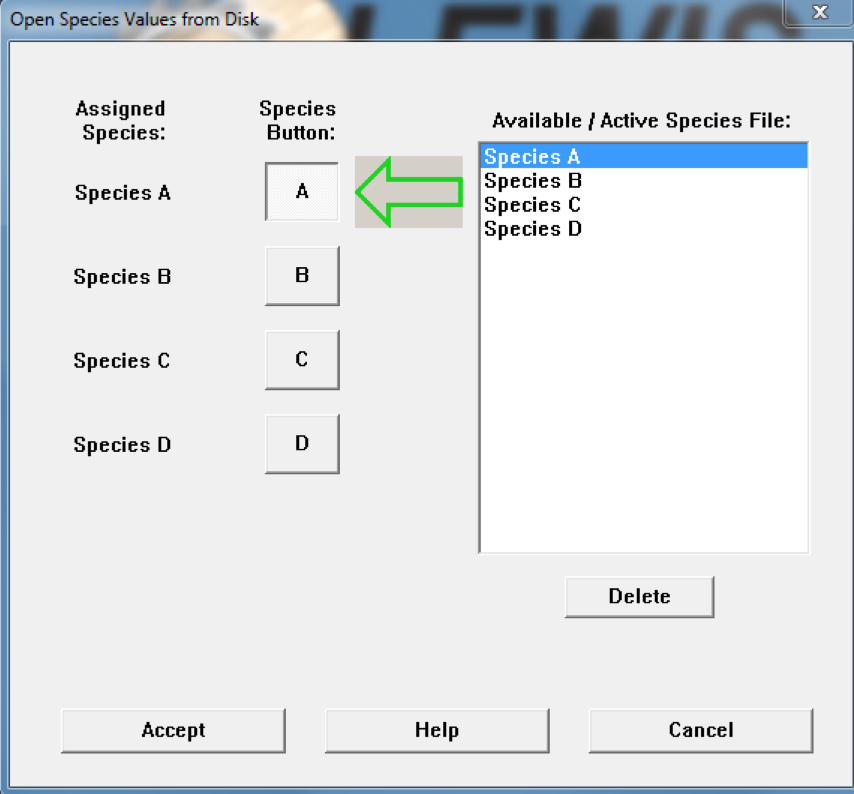 Open Species Values from Disk
LEWIS
x
Assigned
Species:
Species
Button:
Available / Active Species File:
Species A
A
Species B
B
Species C
C
Species D
D
Species A
Species B
Species C
Species D
Delete
Accept
Help
Cancel